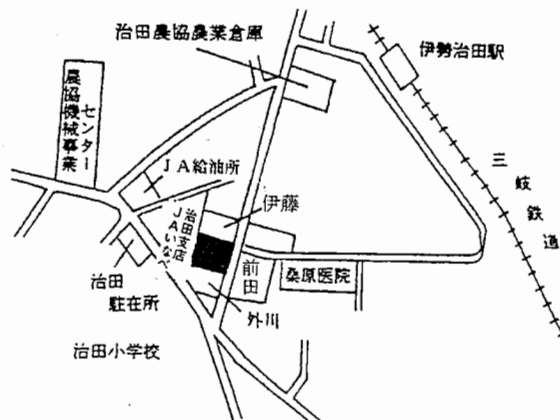 治田農協農業倉庫
伊勢治田駅
農協機械事業
センター
三岐鉄道
JA給油所
伊藤
治田支店
JAいなべ
前田
桑原医院
治田
駐在所
外川
治田小学校